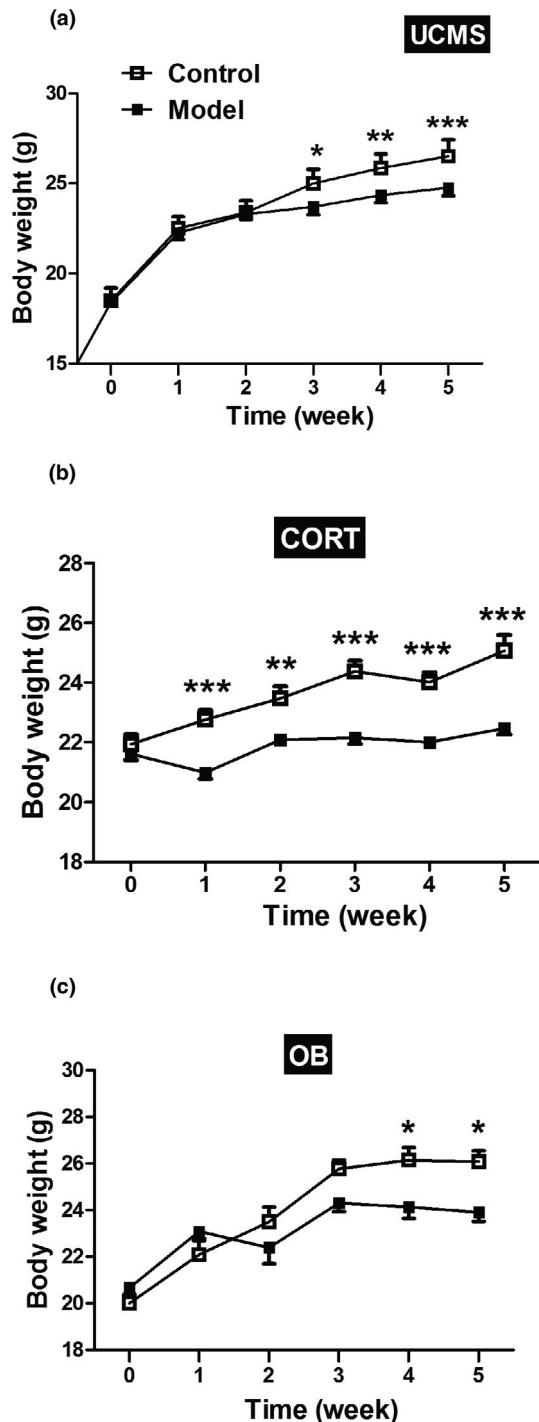 (a)
UCMS
Control
Model
Body weight (g)
30
25
20
15
* ** ***
0 1 2 3 4 5
Time (week)
(b)
CORT
Body weight (g)
28
26
24
22
20
18
*** ** *** *** ***
0 1 2 3 4 5
Time (week)
(c)
OB
Body weight (g)
30
28
26
24
22
20
18
* *
0 1 2 3 4 5
Time (week)